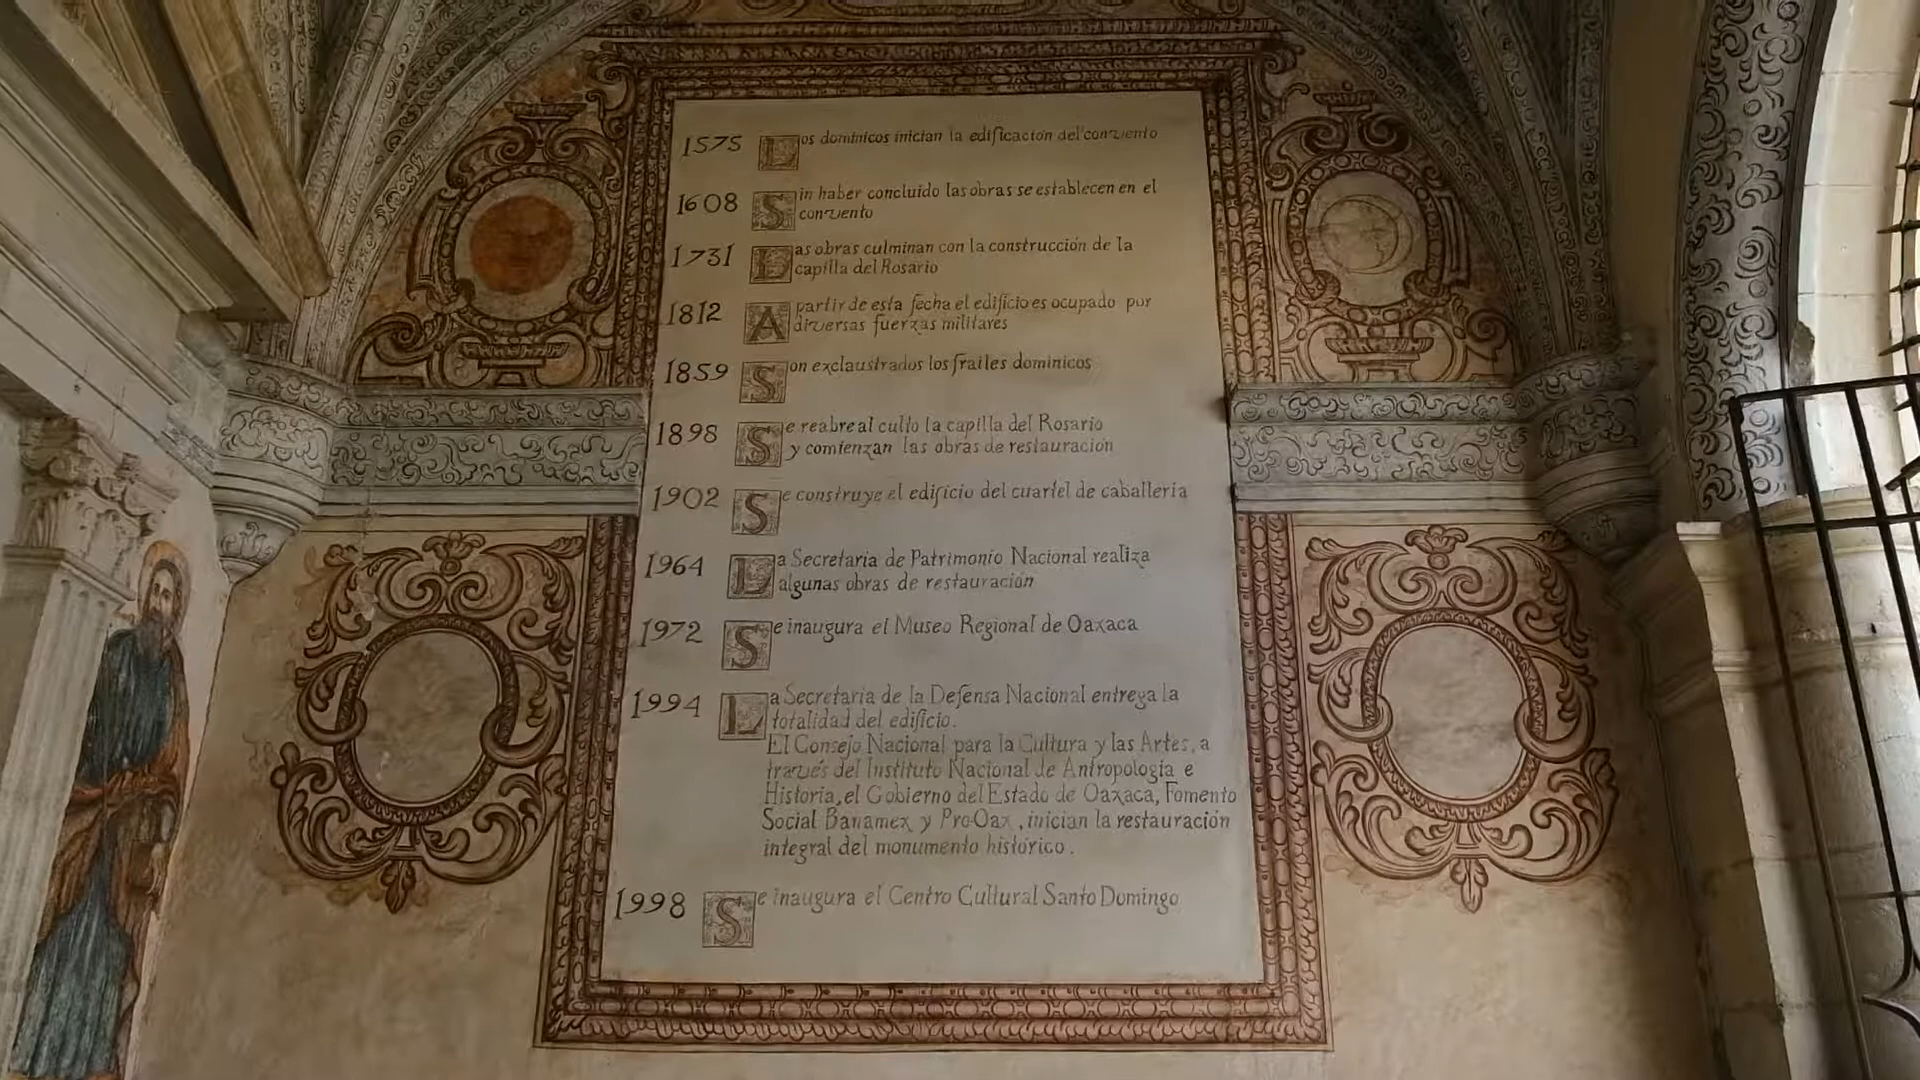 1575 Los dominicos inician la edificación del convento
1608 Sin haber concluido las obras se establecen en el
convento
1731 Las obras culminan con la construcción de la
capilla del Rosario
1812 A partir de esta fecha el edificio es ocupado por
diversas fuerzas militares
1859 Son exclaustrados los frailes dominicos
1898 Se reabre al culto la capilla del Rosario
y comienzan las obras de restauración
1902 Se construye el edificio del cuartel de caballeria
1964 La Secretaria de Patrimonio Nacional realiza
algunas obras de restauración
1972 Se inaugura el Museo Regional de Oaxaca
1994 La Secretaria de la Defensa Nacional entrega la
totalidad del edificio.
El Consejo Nacional para la Cultura y las Artes, a
través del Instituto Nacional de Antropologia e
Historia, el Gobierno del Estado de Oaxaca, Fomento
Social Banamex y Pro-Oax, inician la restauración
integral del monumento histórico.
1998 Se inaugura el Centro Cultural Santo Domingo